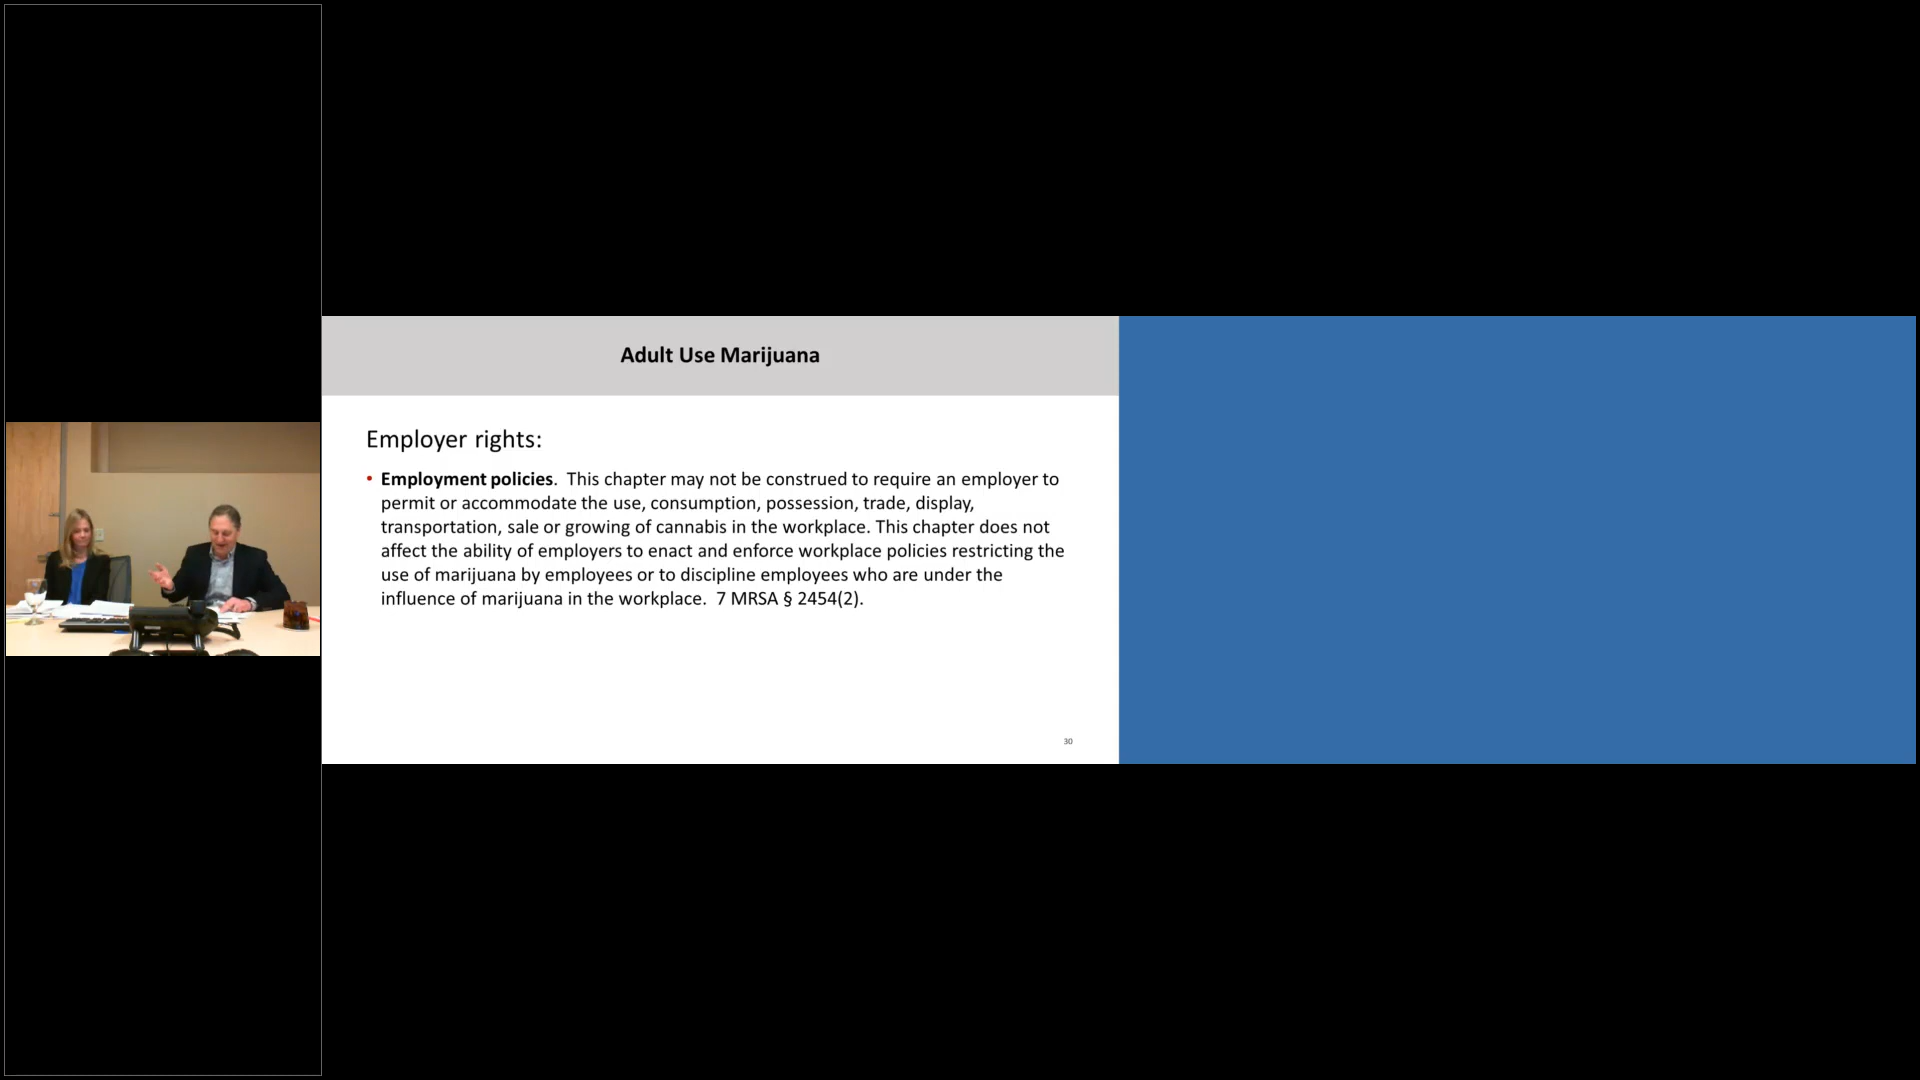 Adult Use Marijuana
Employer rights:
• Employment policies.  This chapter may not be construed to require an employer to
permit or accommodate the use, consumption, possession, trade, display,
transportation, sale or growing of cannabis in the workplace. This chapter does not
affect the ability of employers to enact and enforce workplace policies restricting the
use of marijuana by employees or to discipline employees who are under the
influence of marijuana in the workplace.  7 MRSA § 2454(2).
30